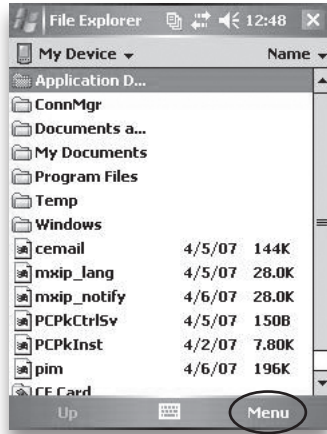 File Explorer 12:48
My Device Name
Application D...
ConnMgr
Documents a...
My Documents
Program Files
Temp
Windows
cemail 4/5/07 144K
mxip_lang 4/5/07 28.0K
mxip_notify 4/6/07 28.0K
PCPkCtrlSv 4/5/07 150B
PCPkInst 4/2/07 7.80K
pim 4/6/07 196K
CF Card
Up Menu